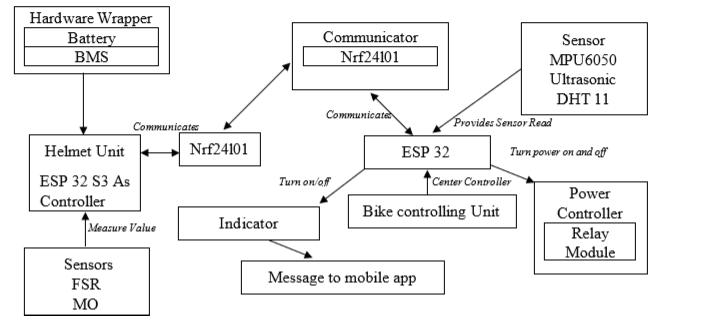 Hardware Wrapper
Battery
BMS
Communicator
Nrf24l01
Sensor
MPU6050
Ultrasonic
DHT 11
Communicates
Communicates
Provides Sensor Read
Helmet Unit
ESP 32 S3 As
Controller
Nrf24l01
ESP 32
Turn power on and off
Turn on/off
Center Controller
Measure Value
Indicator
Bike controlling Unit
Power
Controller
Relay
Module
Sensors
FSR
MO
Message to mobile app